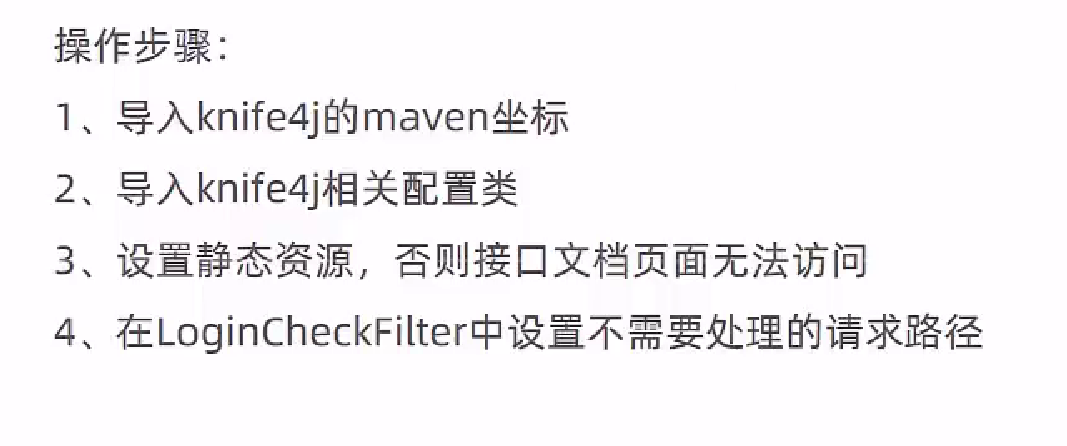 操作步骤：
1、导入knife4j的maven坐标
2、导入knife4j相关配置类
3、设置静态资源，否则接口文档页面无法访问
4、在LoginCheckFilter中设置不需要处理的请求路径